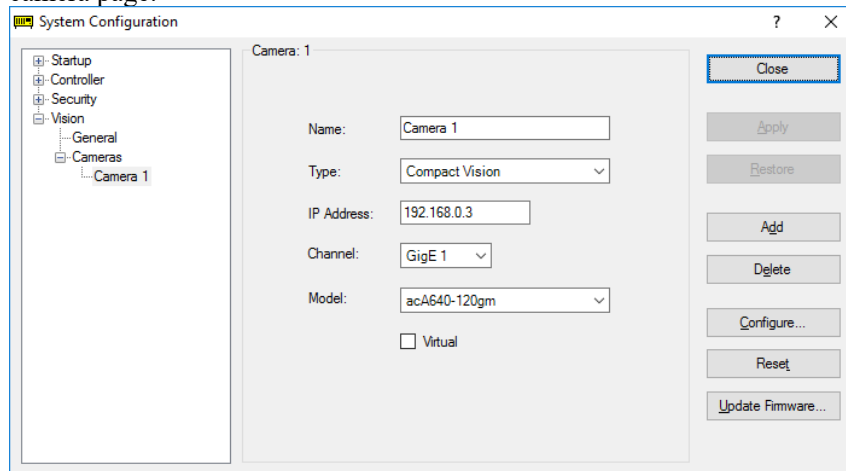 camera page.
System Configuration
?
Startup
Controller
Security
Vision
General
Cameras
Camera 1
Camera: 1
Name: Camera 1
Type: Compact Vision
IP Address: 192.168.0.3
Channel: GigE 1
Model: acA640-120gm
Virtual
Close
Apply
Restore
Add
Delete
Configure...
Reset
Update Firmware...